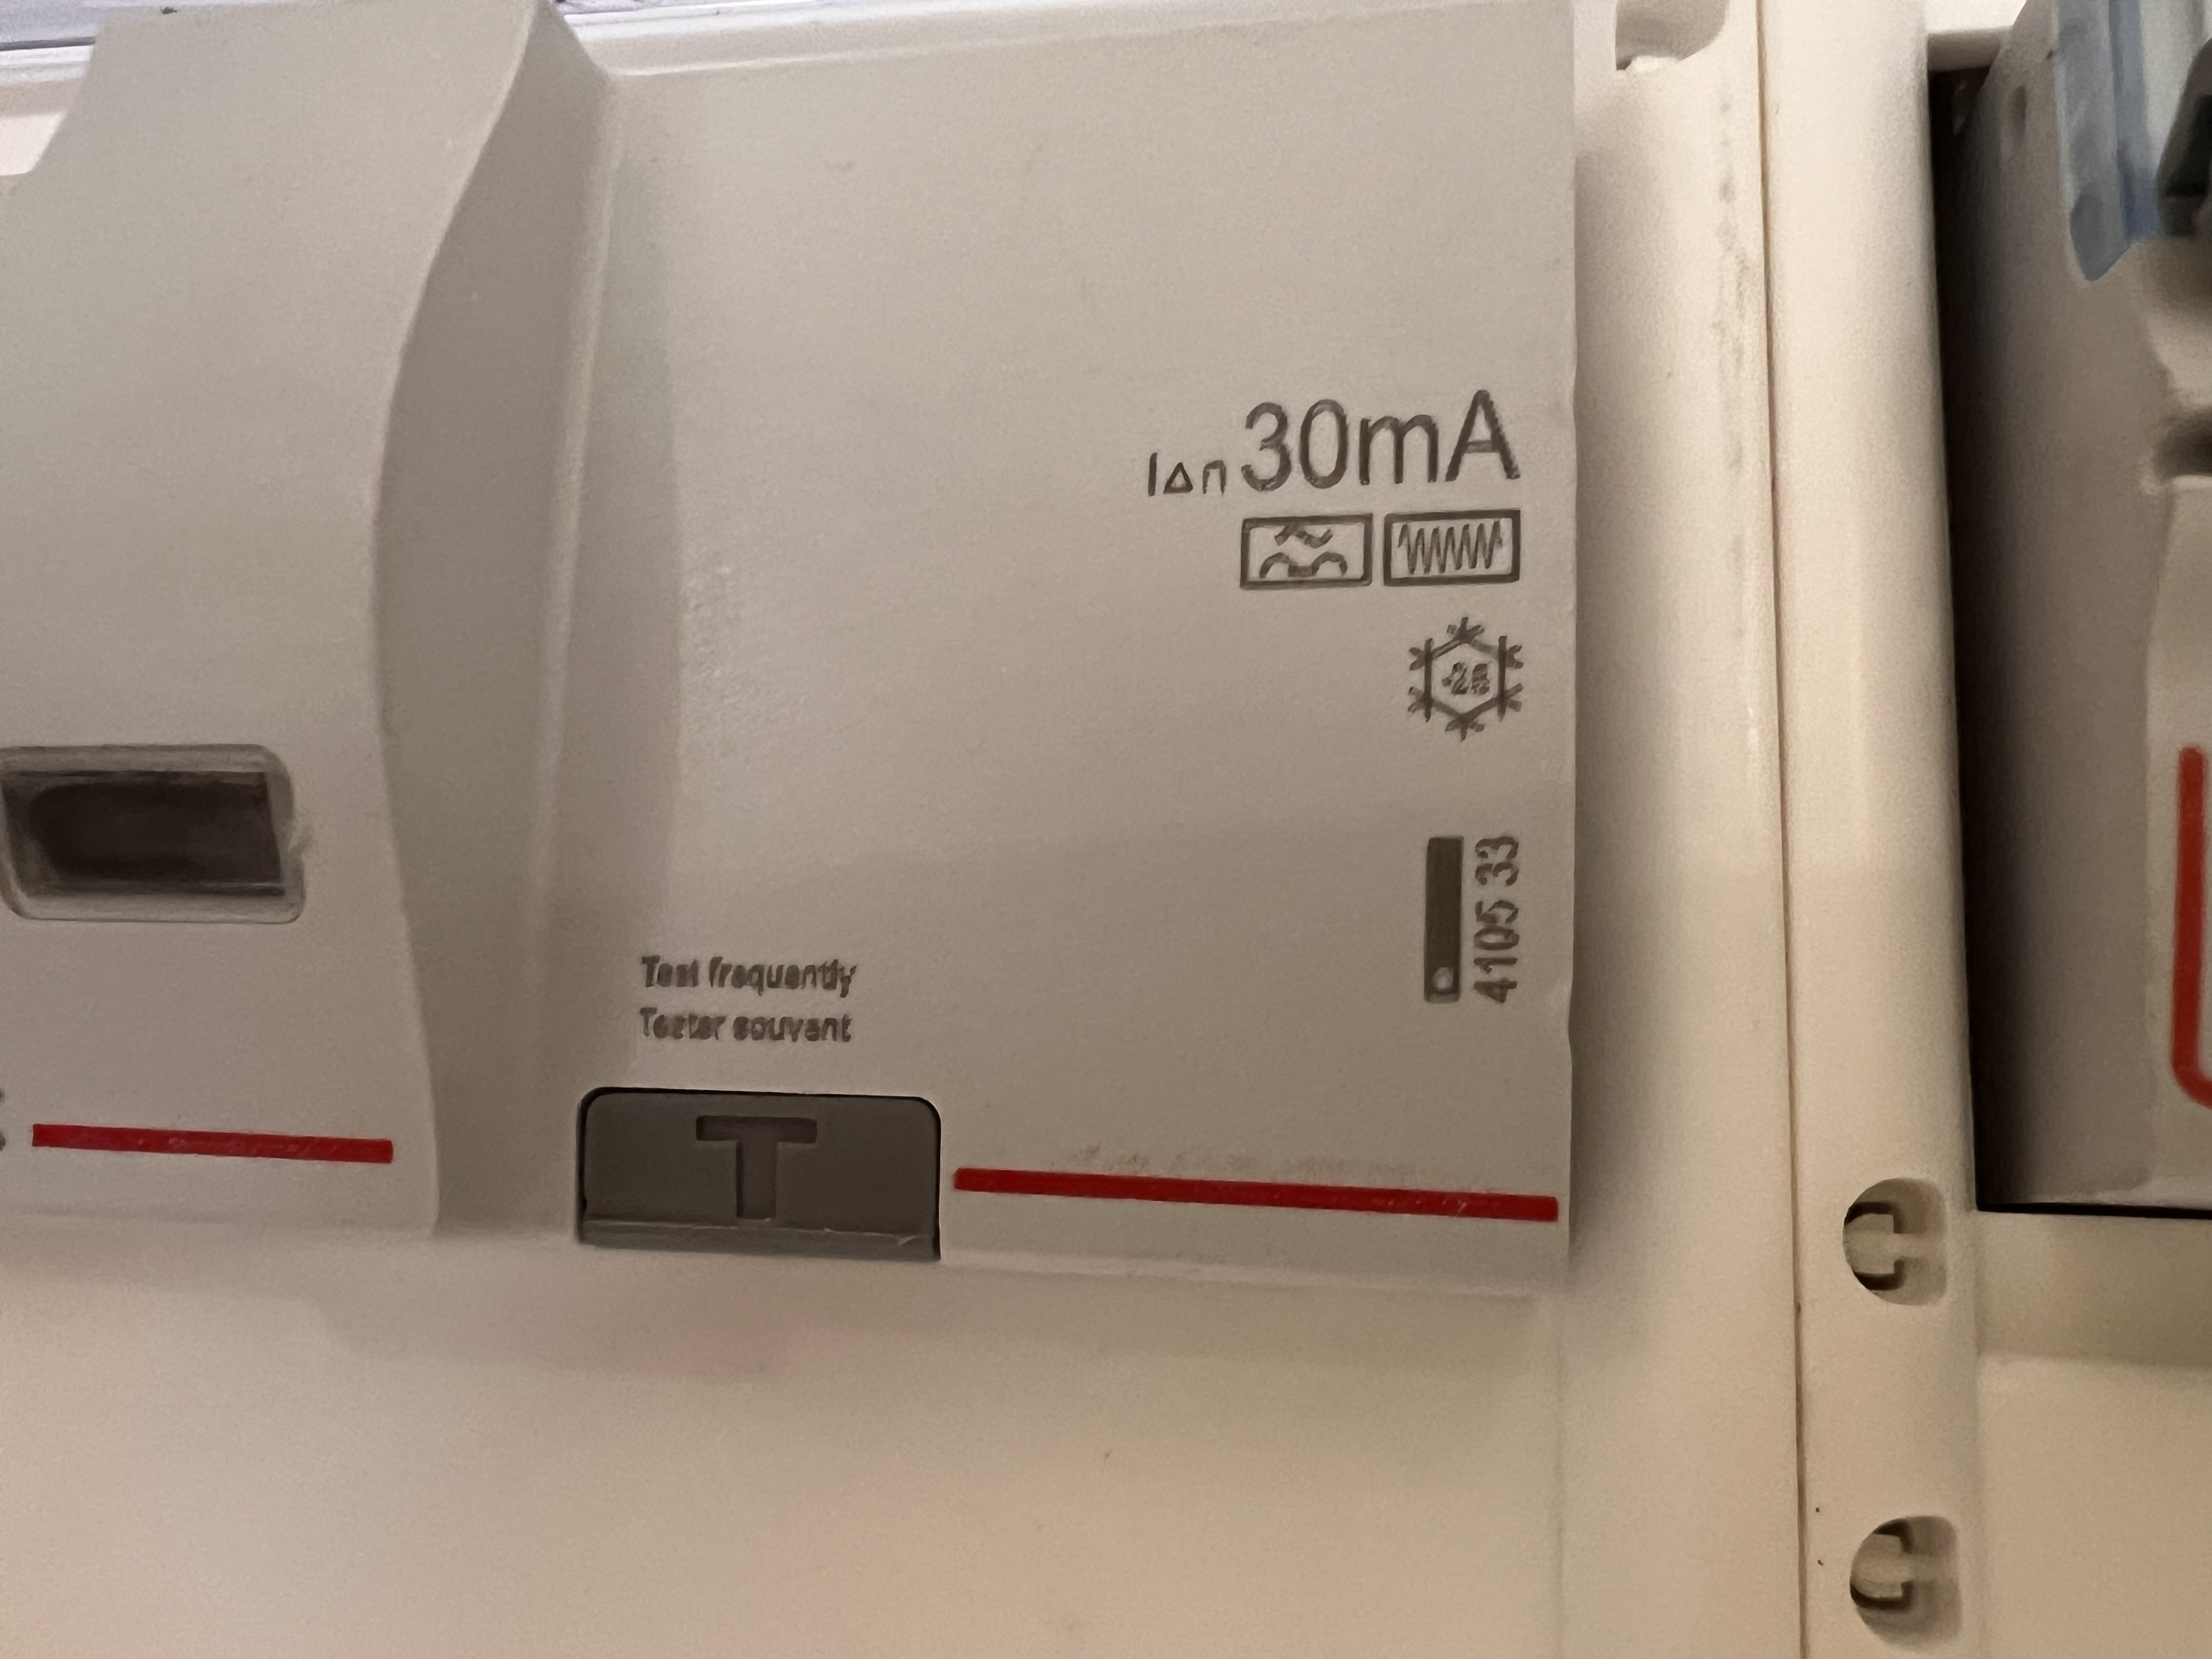 I∆n 30mA
-25
4105 33
Test frequently
Tester souvent
T